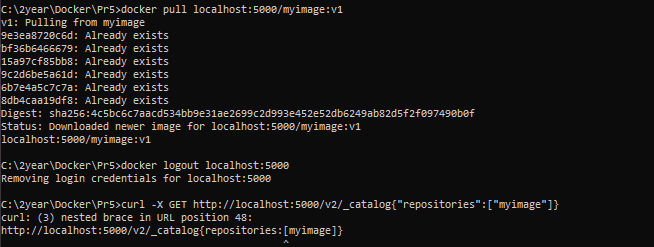 C:\2year\Docker\Pr5>docker pull localhost:5000/myimage:v1
v1: Pulling from myimage
9e3ea8720c6d: Already exists
bf36b6466679: Already exists
15a97cf85bb8: Already exists
9c2d6be5a61d: Already exists
6b7e4a5c7c7a: Already exists
8db4caa19df8: Already exists
Digest: sha256:4c5bc6c7aacd534bb9e31ae2699c2d993e452e52db6249ab82d5f2f097490b0f
Status: Downloaded newer image for localhost:5000/myimage:v1
localhost:5000/myimage:v1
C:\2year\Docker\Pr5>docker logout localhost:5000
Removing login credentials for localhost:5000
C:\2year\Docker\Pr5>curl -X GET http://localhost:5000/v2/_catalog{"repositories":["myimage"]}
curl: (3) nested brace in URL position 48:
http://localhost:5000/v2/_catalog{repositories:[myimage]}
^